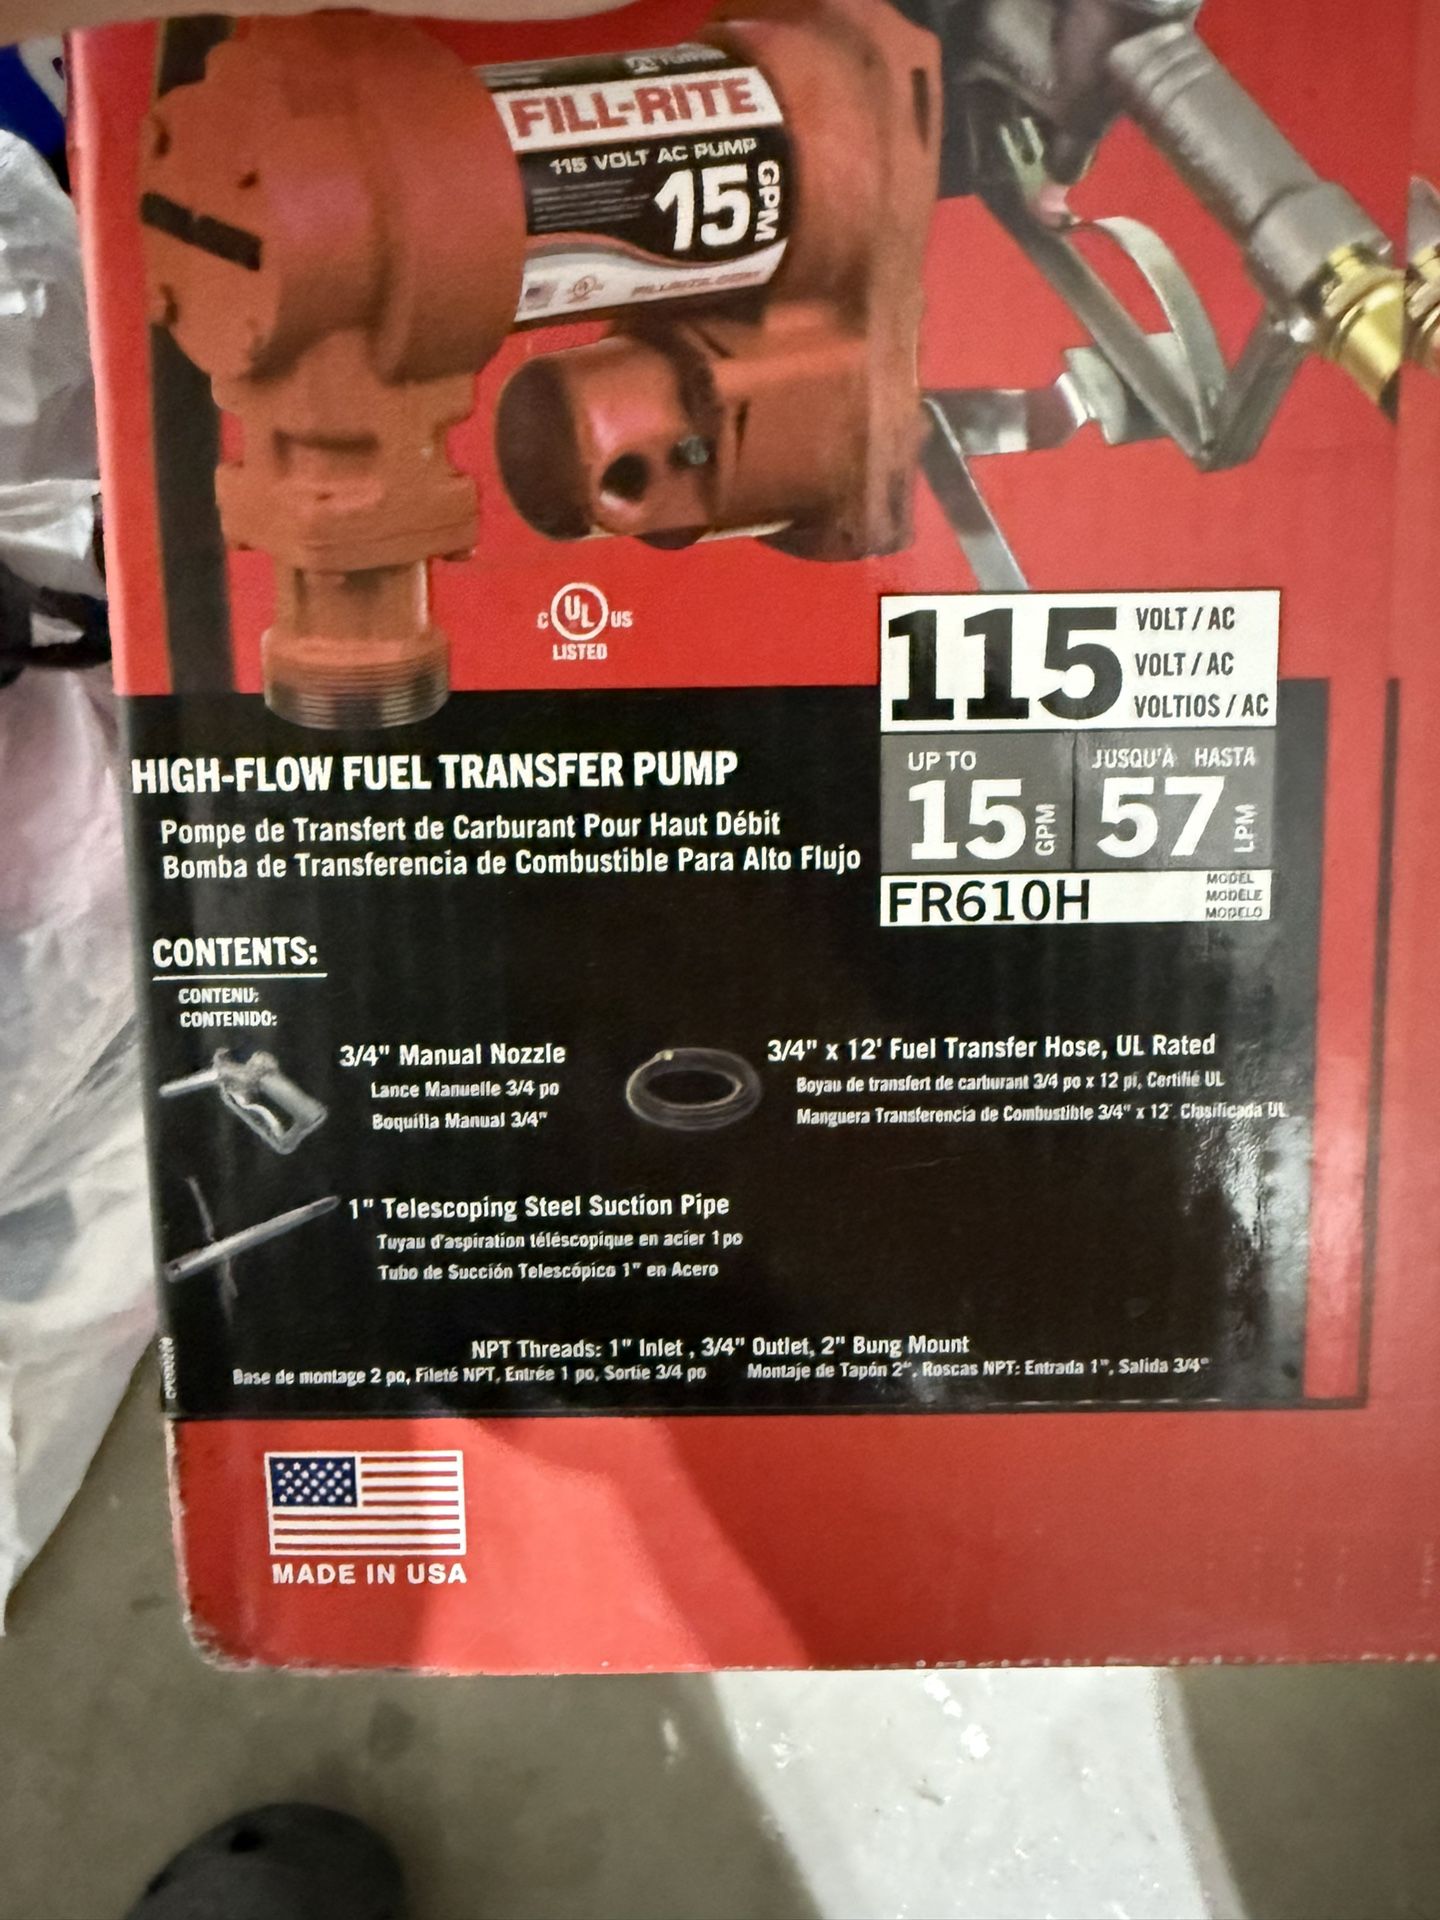 FILL-RITE
115 VOLT AC PUMP
15 GPM
FILLRITE.COM
C UL US
LISTED
115 VOLT / AC
VOLT / AC
VOLTIOS / AC
UP TO
15 GPM
JUSQU'À HASTA
57 LPM
FR610H
MODEL
MODÈLE
MODELO
HIGH-FLOW FUEL TRANSFER PUMP
Pompe de Transfert de Carburant Pour Haut Débit
Bomba de Transferencia de Combustible Para Alto Flujo
CONTENTS:
CONTENU:
CONTENIDO:
3/4" Manual Nozzle
Lance Manuelle 3/4 po
Boquilla Manual 3/4"
3/4" x 12' Fuel Transfer Hose, UL Rated
Boyau de transfert de carburant 3/4 po x 12 pi, Certifié UL
Manguera Transferencia de Combustible 3/4" x 12' Clasificada UL
1" Telescoping Steel Suction Pipe
Tuyau d'aspiration téléscopique en acier 1 po
Tubo de Succión Telescópico 1" en Acero
NPT Threads: 1" Inlet , 3/4" Outlet, 2" Bung Mount
Base de montage 2 po, Fileté NPT, Entrée 1 po, Sortie 3/4 po
Montaje de Tapón 2", Roscas NPT: Entrada 1", Salida 3/4"
MADE IN USA